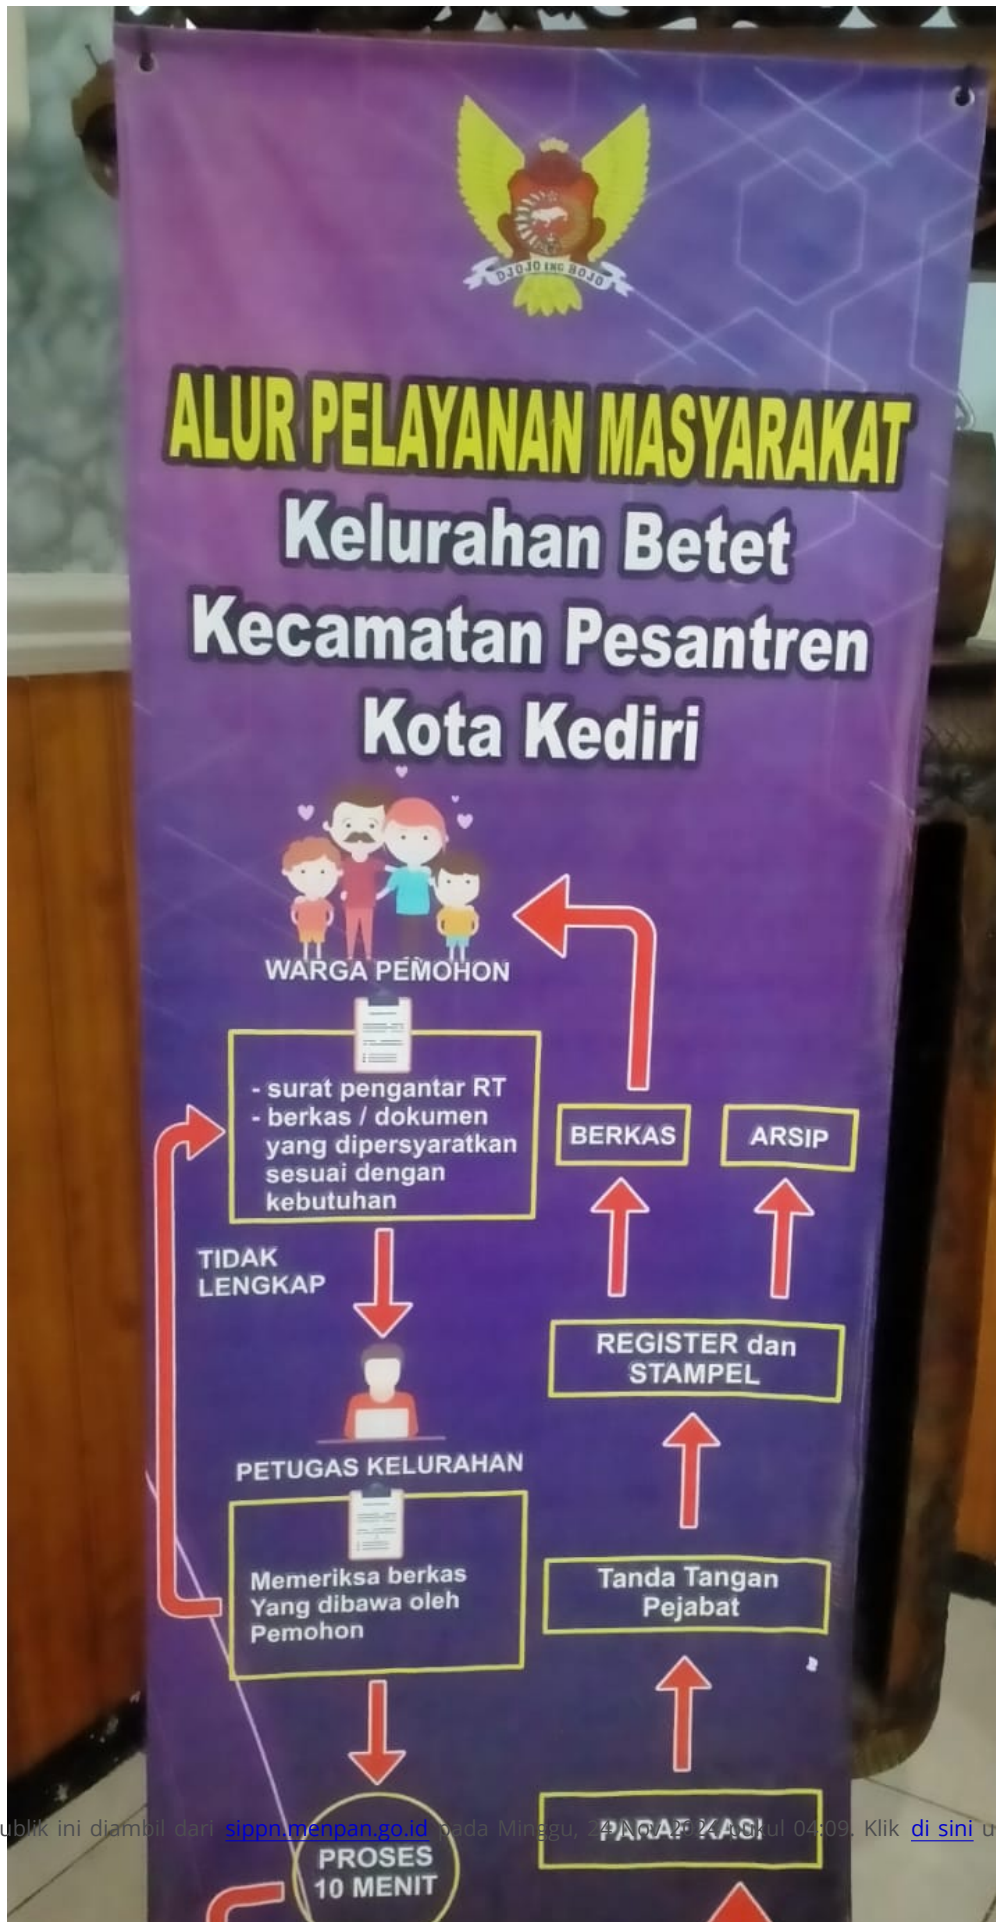 DJOJO ING BOJO
ALUR PELAYANAN MASYARAKAT
Kelurahan Betet
Kecamatan Pesantren
Kota Kediri
WARGA PEMOHON
- surat pengantar RT
- berkas / dokumen
yang dipersyaratkan
sesuai dengan
kebutuhan
TIDAK
LENGKAP
PETUGAS KELURAHAN
Memeriksa berkas
Yang dibawa oleh
Pemohon
PROSES
10 MENIT
BERKAS
ARSIP
REGISTER dan
STAMPEL
Tanda Tangan
Pejabat
PARAF KASI
ublik ini diambil dari sippn.menpan.go.id pada Minggu, 24 Nov 2024 pukul 04:09. Klik di sini u